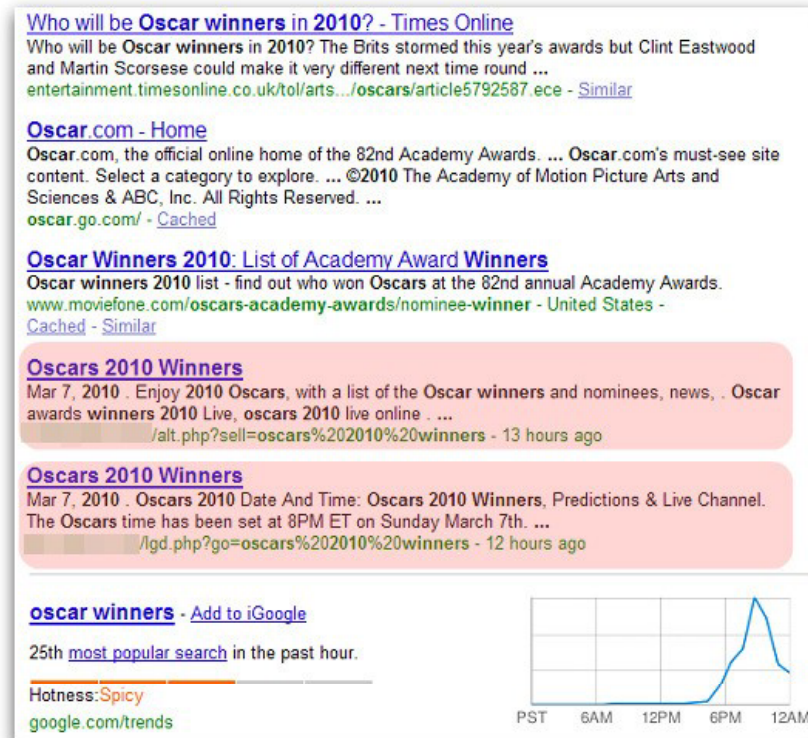 Who will be Oscar winners in 2010? - Times Online
Who will be Oscar winners in 2010? The Brits stormed this year's awards but Clint Eastwood
and Martin Scorsese could make it very different next time round ...
entertainment.timesonline.co.uk/tol/arts.../oscars/article5792587.ece - Similar
Oscar.com - Home
Oscar.com, the official online home of the 82nd Academy Awards. ... Oscar.com's must-see site
content. Select a category to explore. ... ©2010 The Academy of Motion Picture Arts and
Sciences & ABC, Inc. All Rights Reserved. ...
oscar.go.com/ - Cached
Oscar Winners 2010: List of Academy Award Winners
Oscar winners 2010 list - find out who won Oscars at the 82nd annual Academy Awards.
www.moviefone.com/oscars-academy-awards/nominee-winner - United States -
Cached - Similar
Oscars 2010 Winners
Mar 7, 2010 . Enjoy 2010 Oscars, with a list of the Oscar winners and nominees, news, . Oscar
awards winners 2010 Live, oscars 2010 live online . ...
/alt.php?sell=oscars%202010%20winners - 13 hours ago
Oscars 2010 Winners
Mar 7, 2010 . Oscars 2010 Date And Time: Oscars 2010 Winners, Predictions & Live Channel.
The Oscars time has been set at 8PM ET on Sunday March 7th. ...
/lgd.php?go=oscars%202010%20winners - 12 hours ago
oscar winners - Add to iGoogle
25th most popular search in the past hour.
Hotness:Spicy
google.com/trends
PST 6AM 12PM 6PM 12AM